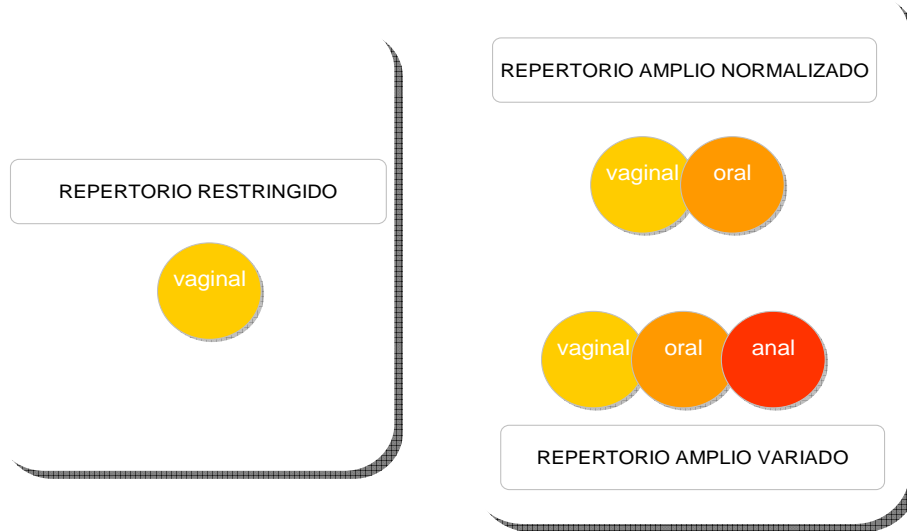 REPERTORIO RESTRINGIDO
vaginal
REPERTORIO AMPLIO NORMALIZADO
vaginal oral
vaginal oral anal
REPERTORIO AMPLIO VARIADO